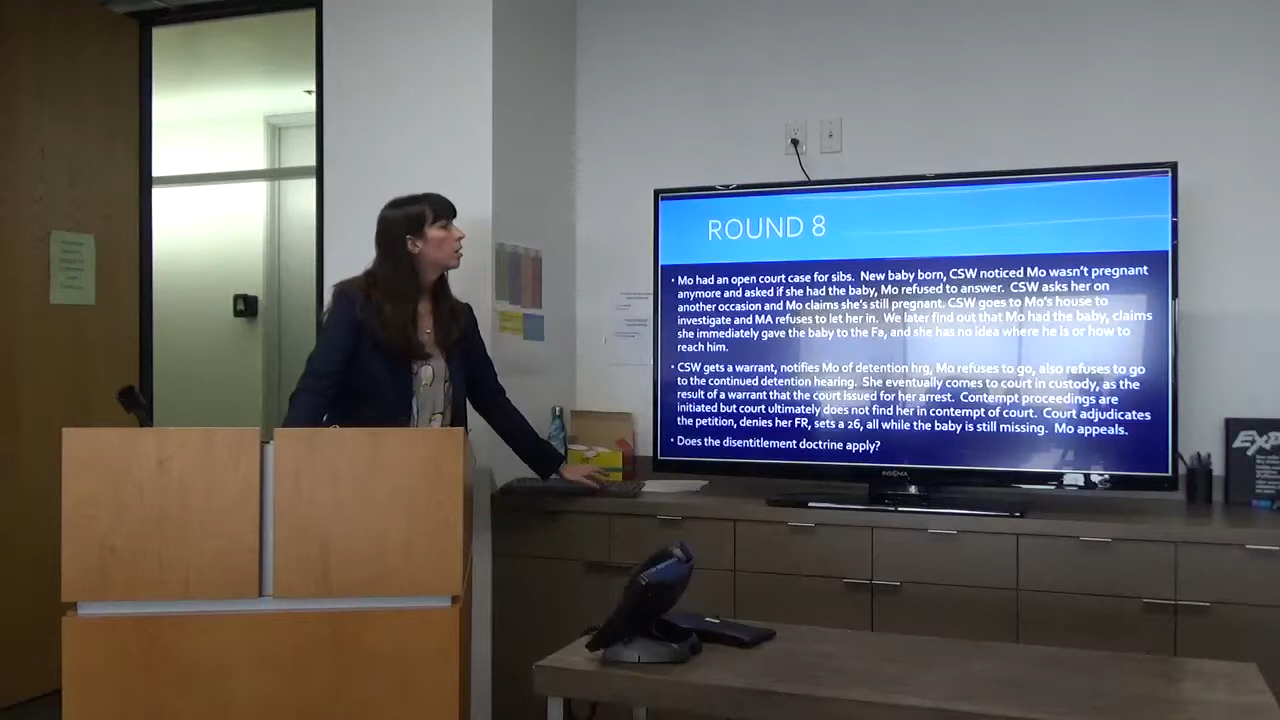 ROUND 8
• Mo had an open court case for sibs. New baby born, CSW noticed Mo wasn't pregnant
anymore and asked if she had the baby, Mo refused to answer. CSW asks her on
another occasion and Mo claims she's still pregnant. CSW goes to Mo's house to
investigate and MA refuses to let her in. We later find out that Mo had the baby, claims
she immediately gave the baby to the Fa, and she has no idea where he is or how to
reach him.
• CSW gets a warrant, notifies Mo of detention hrg, Mo refuses to go, also refuses to go
to the continued detention hearing. She eventually comes to court in custody, as the
result of a warrant that the court issued for her arrest. Contempt proceedings are
initiated but court ultimately does not find her in contempt of court. Court adjudicates
the petition, denies her FR, sets a 26, all while the baby is still missing. Mo appeals.
• Does the disentitlement doctrine apply?
INSIGNIA